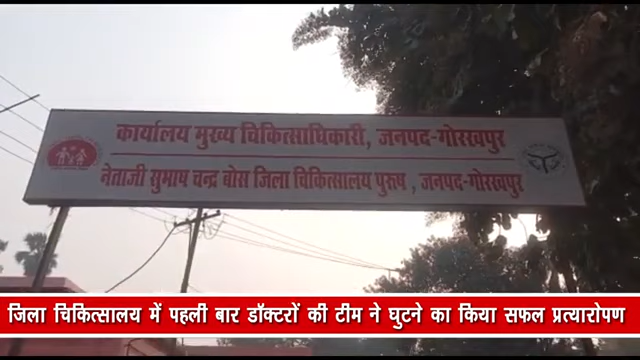 कार्यालय मुख्य चिकित्साधिकारी, जनपद-गोरखपुर
नेताजी सुभाष चन्द्र बोस जिला चिकित्सालय पुरूष , जनपद-गोरखपुर
जिला चिकित्सालय में पहली बार डॉक्टरों की टीम ने घुटने का किया सफल प्रत्यारोपण